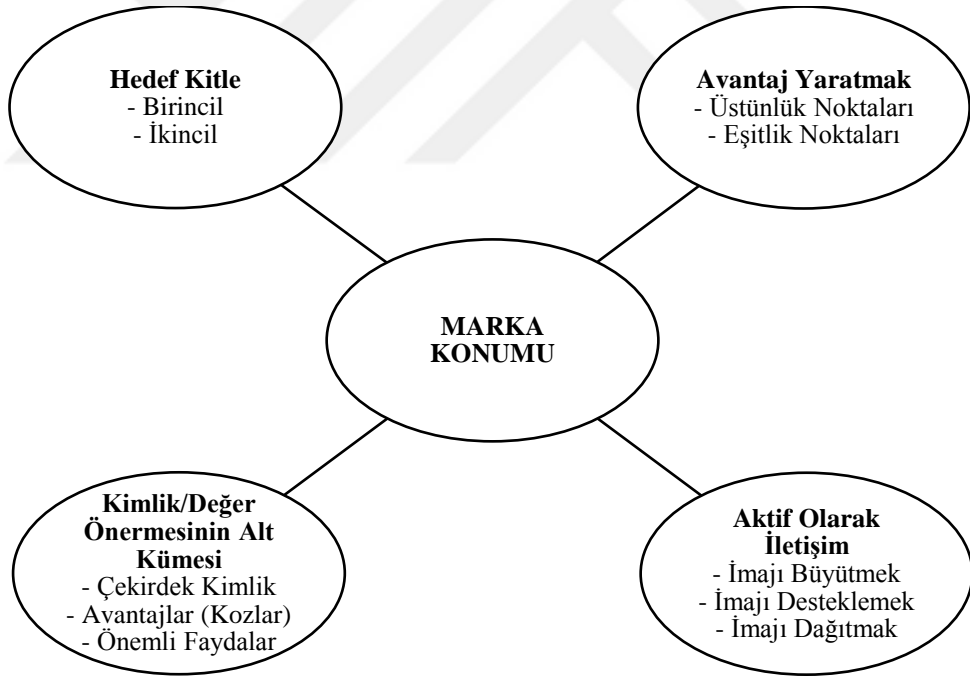 Hedef Kitle
- Birincil
- İkincil
Avantaj Yaratmak
- Üstünlük Noktaları
- Eşitlik Noktaları
MARKA
KONUMU
Kimlik/Değer
Önermesinin Alt
Kümesi
- Çekirdek Kimlik
- Avantajlar (Kozlar)
- Önemli Faydalar
Aktif Olarak
İletişim
- İmajı Büyütmek
- İmajı Desteklemek
- İmajı Dağıtmak